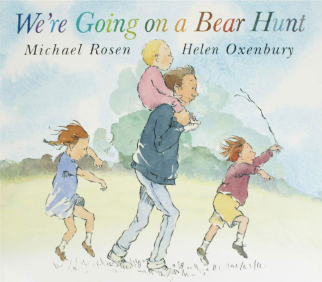 We're Going on a Bear Hunt
Michael Rosen Helen Oxenbury